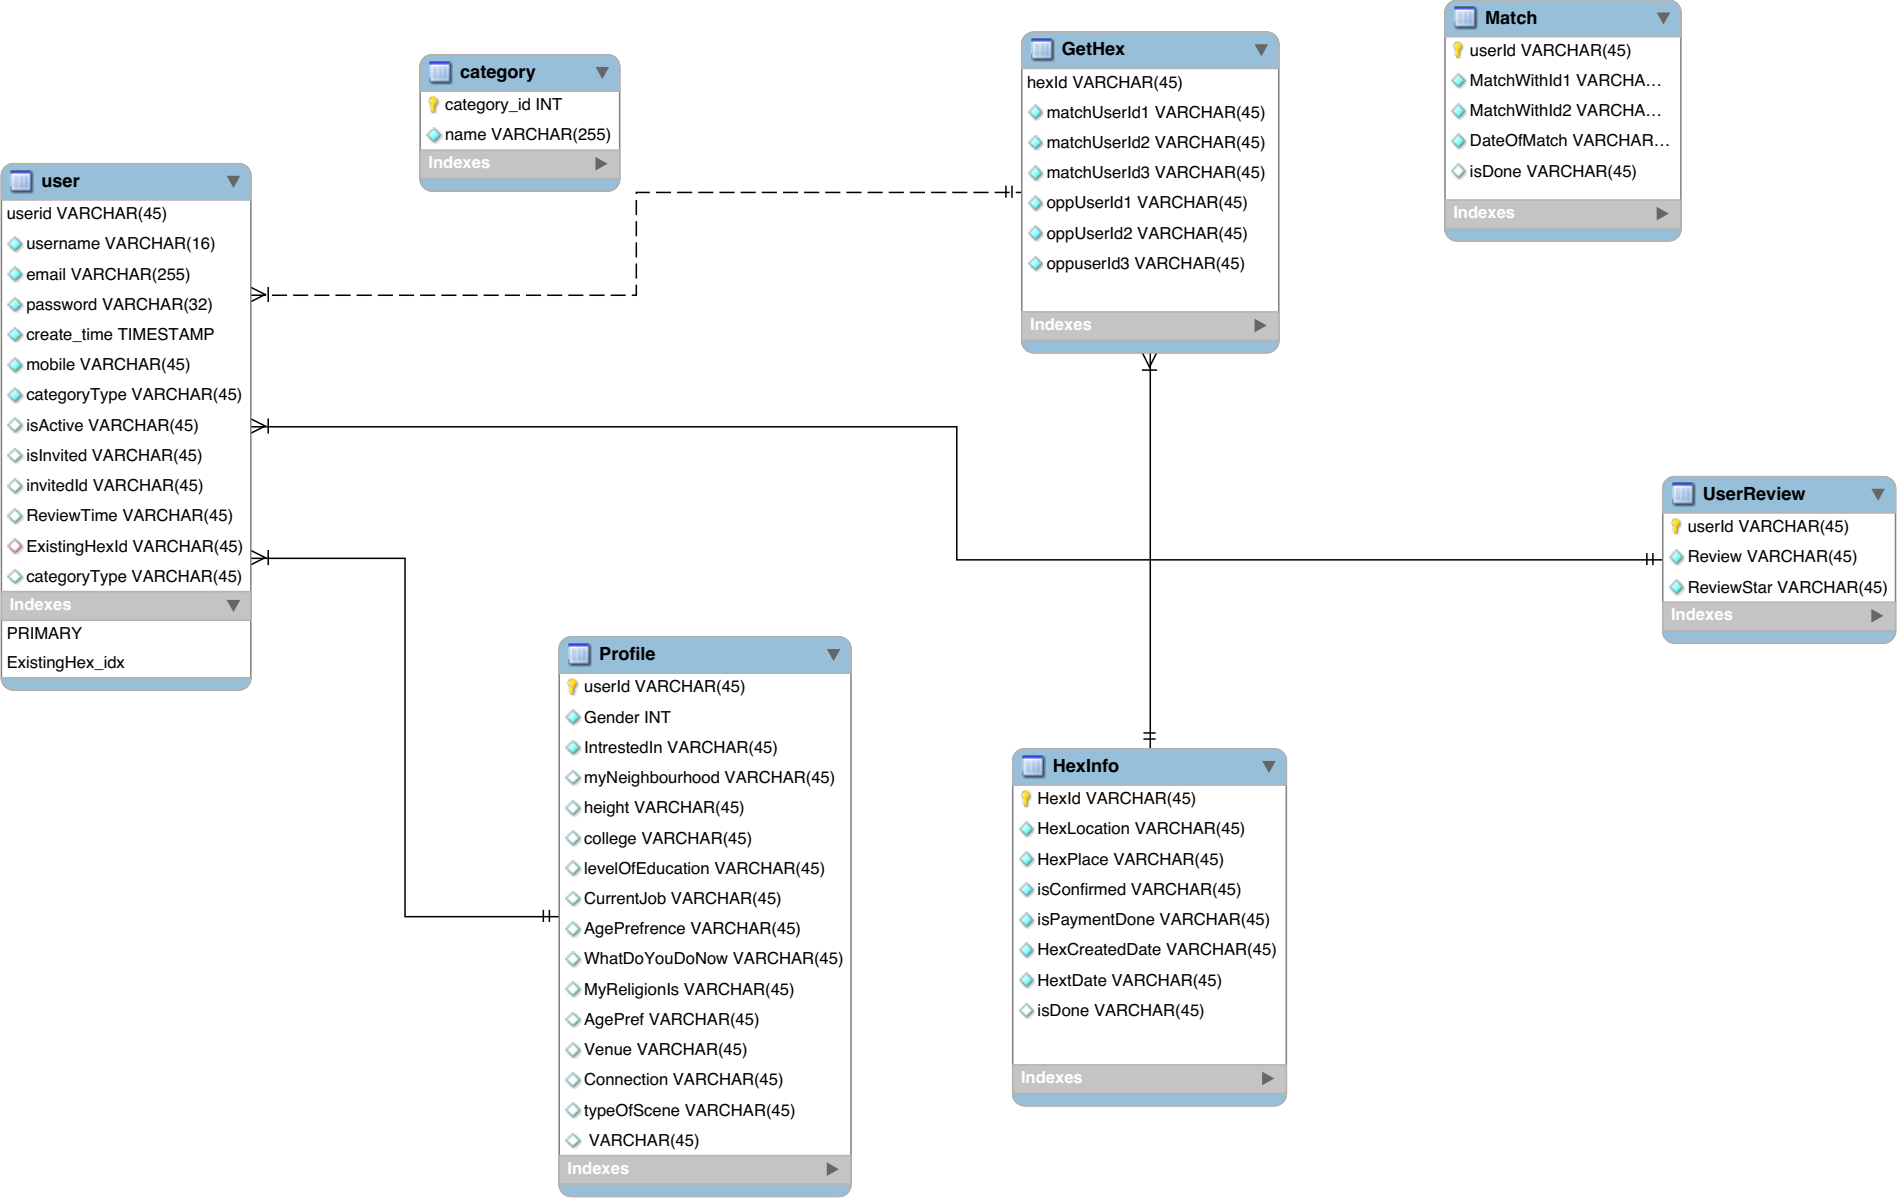 user
userid VARCHAR(45)
username VARCHAR(16)
email VARCHAR(255)
password VARCHAR(32)
create_time TIMESTAMP
mobile VARCHAR(45)
categoryType VARCHAR(45)
isActive VARCHAR(45)
isInvited VARCHAR(45)
invitedId VARCHAR(45)
ReviewTime VARCHAR(45)
ExistingHexId VARCHAR(45)
categoryType VARCHAR(45)
Indexes
PRIMARY
ExistingHex_idx
category
category_id INT
name VARCHAR(255)
Indexes
GetHex
hexId VARCHAR(45)
matchUserId1 VARCHAR(45)
matchUserId2 VARCHAR(45)
matchUserId3 VARCHAR(45)
oppUserId1 VARCHAR(45)
oppUserId2 VARCHAR(45)
oppuserId3 VARCHAR(45)
Indexes
Match
userId VARCHAR(45)
MatchWithId1 VARCHA...
MatchWithId2 VARCHA...
DateOfMatch VARCHAR...
isDone VARCHAR(45)
Indexes
UserReview
userId VARCHAR(45)
Review VARCHAR(45)
ReviewStar VARCHAR(45)
Indexes
Profile
userId VARCHAR(45)
Gender INT
IntrestedIn VARCHAR(45)
myNeighbourhood VARCHAR(45)
height VARCHAR(45)
college VARCHAR(45)
levelOfEducation VARCHAR(45)
CurrentJob VARCHAR(45)
AgePrefrence VARCHAR(45)
WhatDoYouDoNow VARCHAR(45)
MyReligionIs VARCHAR(45)
AgePref VARCHAR(45)
Venue VARCHAR(45)
Connection VARCHAR(45)
typeOfScene VARCHAR(45)
VARCHAR(45)
Indexes
HexInfo
HexId VARCHAR(45)
HexLocation VARCHAR(45)
HexPlace VARCHAR(45)
isConfirmed VARCHAR(45)
isPaymentDone VARCHAR(45)
HexCreatedDate VARCHAR(45)
HextDate VARCHAR(45)
isDone VARCHAR(45)
Indexes